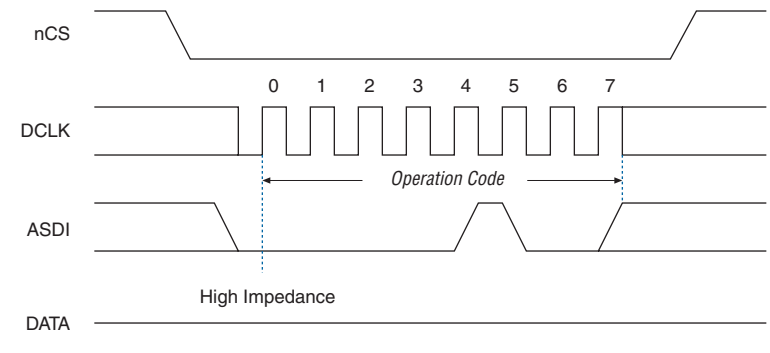 nCS
0 1 2 3 4 5 6 7
DCLK
Operation Code
ASDI
High Impedance
DATA